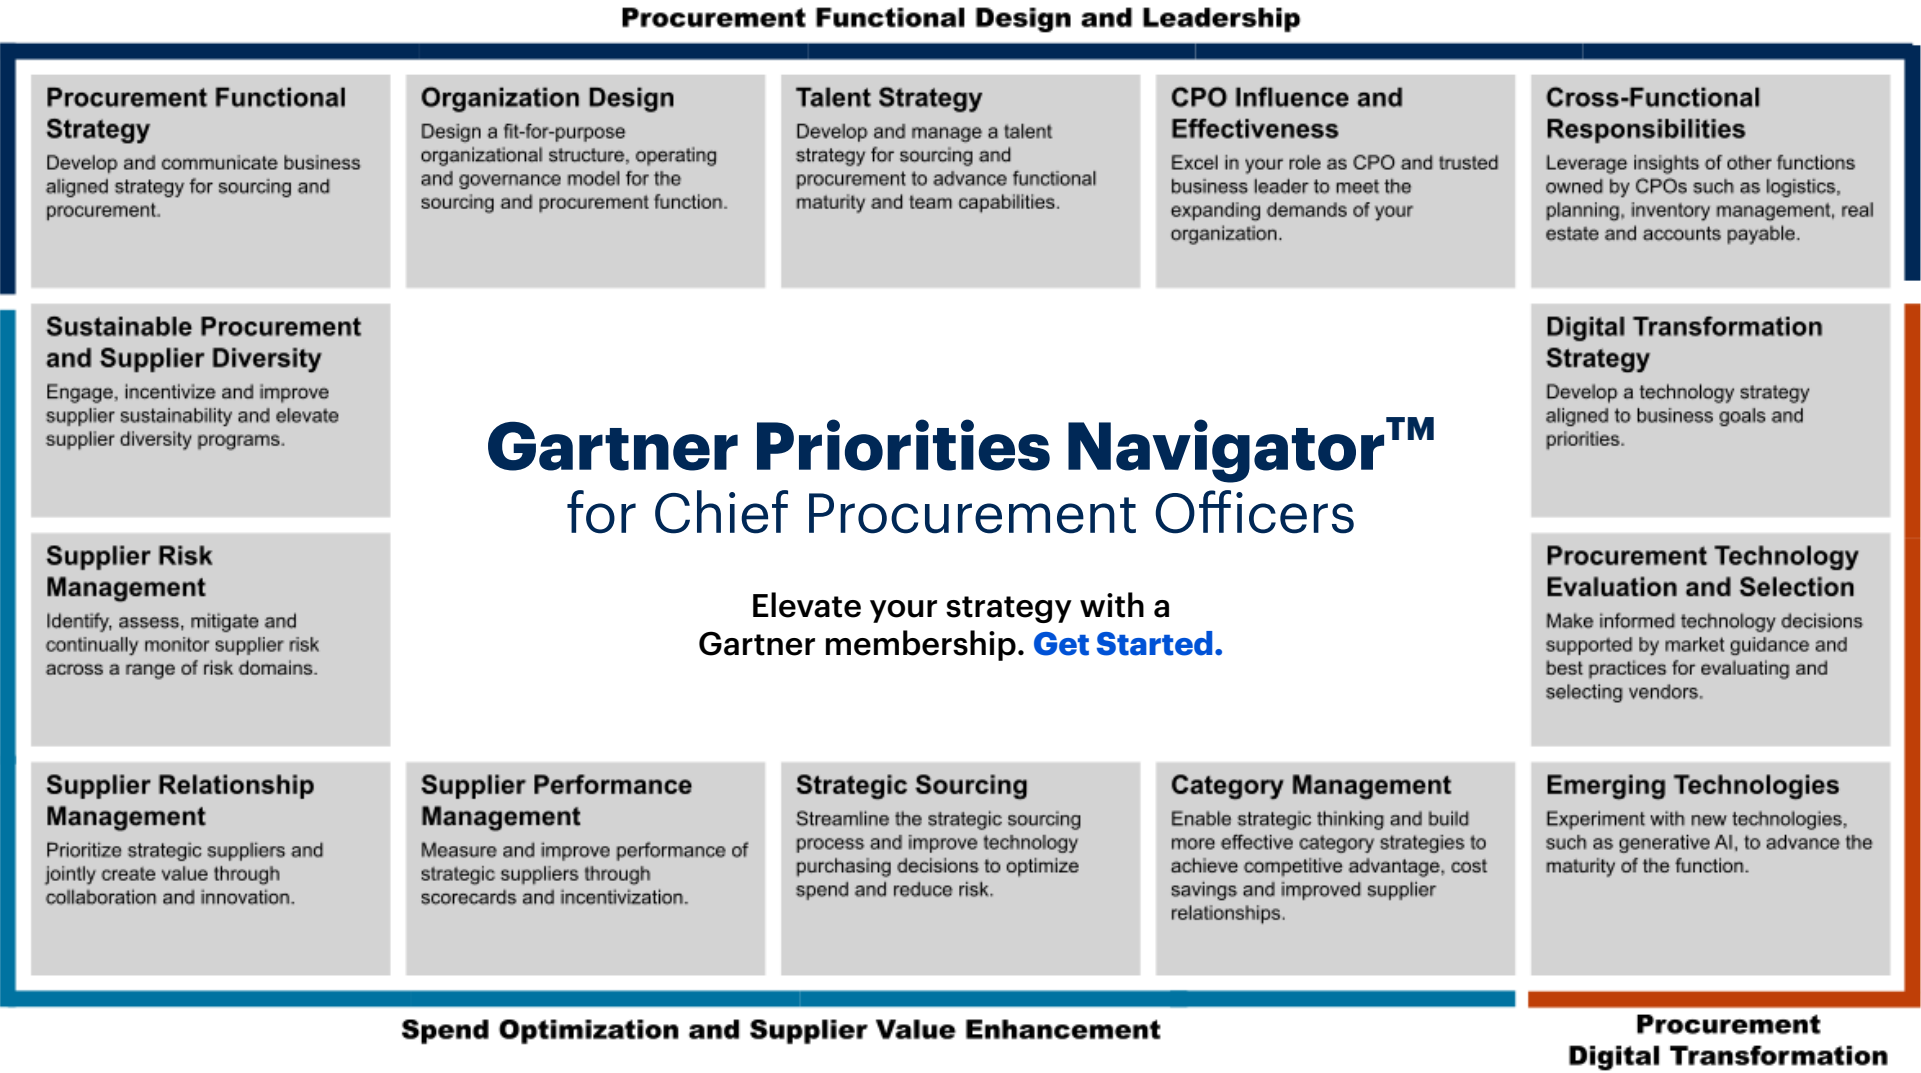 Procurement Functional Design and Leadership
Procurement Functional
Strategy
Develop and communicate business
aligned strategy for sourcing and
procurement.
Organization Design
Design a fit-for-purpose
organizational structure, operating
and governance model for the
sourcing and procurement function.
Talent Strategy
Develop and manage a talent
strategy for sourcing and
procurement to advance functional
maturity and team capabilities.
CPO Influence and
Effectiveness
Excel in your role as CPO and trusted
business leader to meet the
expanding demands of your
organization.
Cross-Functional
Responsibilities
Leverage insights of other functions
owned by CPOs such as logistics,
planning, inventory management, real
estate and accounts payable.
Sustainable Procurement
and Supplier Diversity
Engage, incentivize and improve
supplier sustainability and elevate
supplier diversity programs.
Gartner Priorities Navigator™
for Chief Procurement Officers
Elevate your strategy with a
Gartner membership. Get Started.
Digital Transformation
Strategy
Develop a technology strategy
aligned to business goals and
priorities.
Supplier Risk
Management
Identify, assess, mitigate and
continually monitor supplier risk
across a range of risk domains.
Procurement Technology
Evaluation and Selection
Make informed technology decisions
supported by market guidance and
best practices for evaluating and
selecting vendors.
Supplier Relationship
Management
Prioritize strategic suppliers and
jointly create value through
collaboration and innovation.
Supplier Performance
Management
Measure and improve performance of
strategic suppliers through
scorecards and incentivization.
Strategic Sourcing
Streamline the strategic sourcing
process and improve technology
purchasing decisions to optimize
spend and reduce risk.
Category Management
Enable strategic thinking and build
more effective category strategies to
achieve competitive advantage, cost
savings and improved supplier
relationships.
Emerging Technologies
Experiment with new technologies,
such as generative AI, to advance the
maturity of the function.
Spend Optimization and Supplier Value Enhancement
Procurement
Digital Transformation